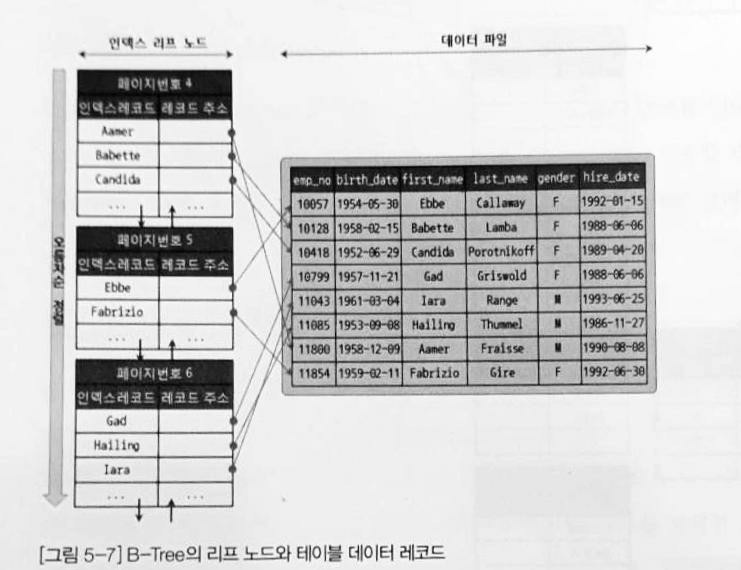 인덱스 리프 노드
데이터 파일
오름차순 정렬
페이지번호 4
인덱스레코드 레코드 주소
Aamer
Babette
Candida
... ...
페이지번호 5
인덱스레코드 레코드 주소
Ebbe
Fabrizio
... ...
페이지번호 6
인덱스레코드 레코드 주소
Gad
Hailing
Iara
... ...
emp_no birth_date first_name last_name gender hire_date
10057 1954-05-30 Ebbe Callaway F 1992-01-15
10128 1958-02-15 Babette Lamba F 1988-06-06
10418 1952-06-29 Candida Porotnikoff F 1989-04-20
10799 1957-11-21 Gad Griswold F 1988-06-06
11043 1961-03-04 Iara Range M 1993-06-25
11085 1953-09-08 Hailing Thummel M 1986-11-27
11800 1958-12-09 Aamer Fraisse M 1990-08-08
11854 1959-02-11 Fabrizio Gire F 1992-06-30
[그림 5-7] B-Tree의 리프 노드와 테이블 데이터 레코드